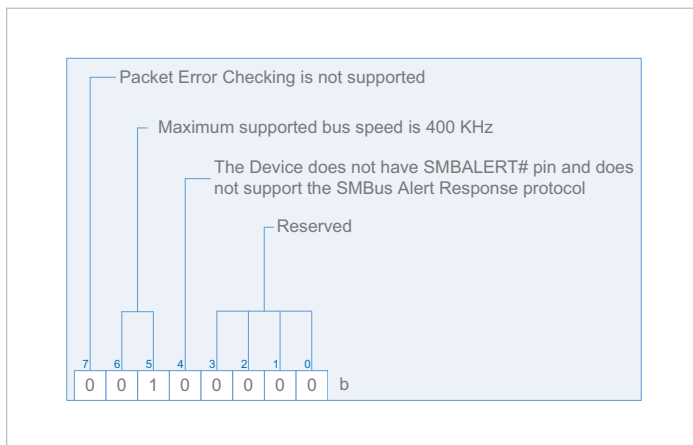 Packet Error Checking is not supported
Maximum supported bus speed is 400 KHz
The Device does not have SMBALERT# pin and does
not support the SMBus Alert Response protocol
Reserved
7 6 5 4 3 2 1 0
0 0 1 0 0 0 0 0 b